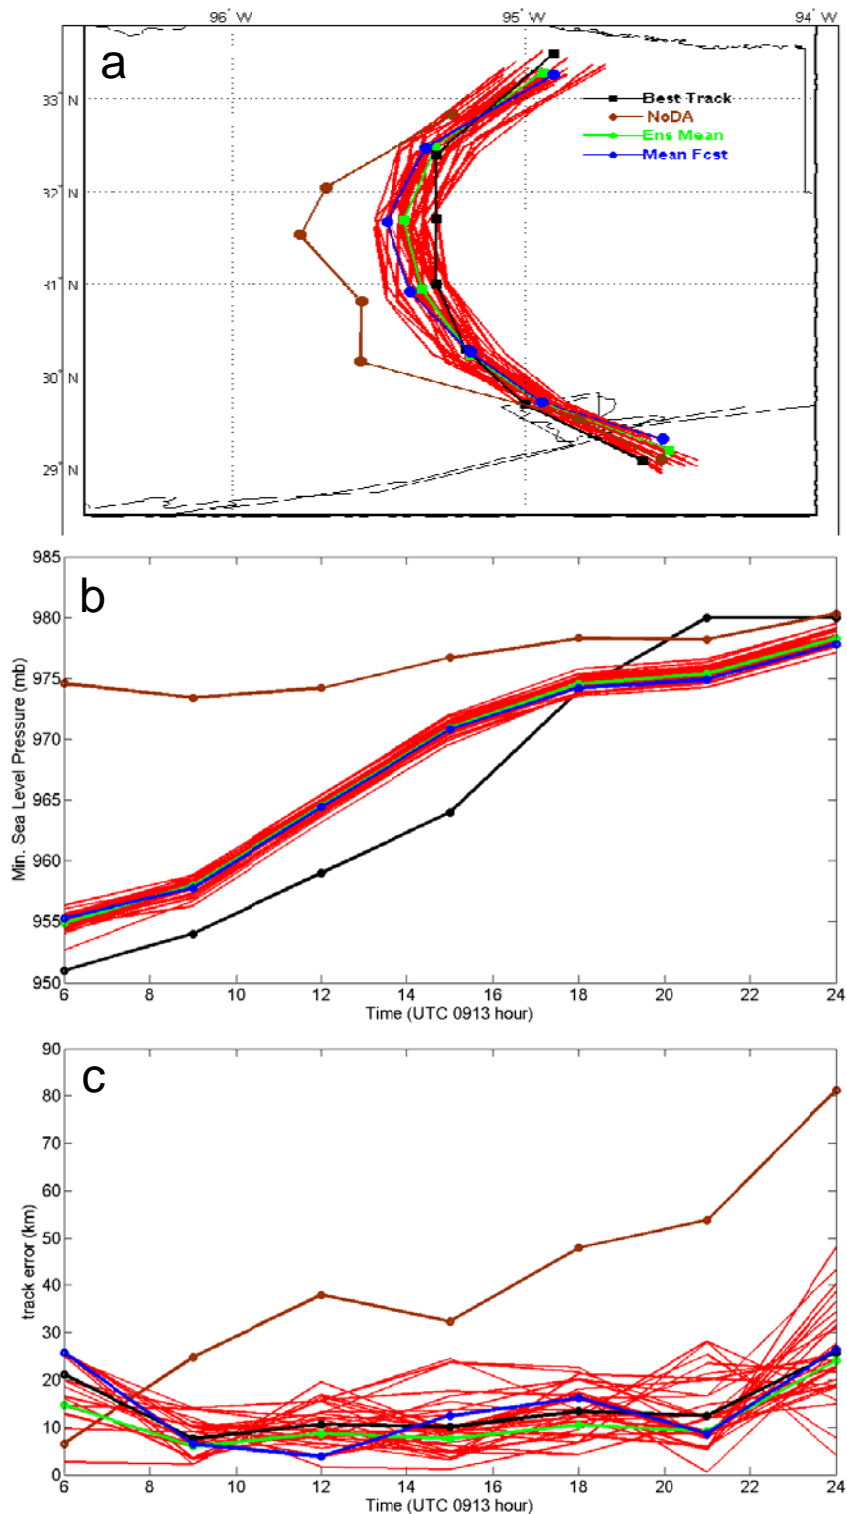 96° W 95° W 94° W
a
33° N
Best Track
NoDA
Ens Mean
Mean Fcst
32° N
31° N
30° N
29° N
b
985
980
975
970
965
960
955
950
Min. Sea Level Pressure (mb)
6 8 10 12 14 16 18 20 22 24
Time (UTC 0913 hour)
c
90
80
70
60
50
40
30
20
10
0
track error (km)
6 8 10 12 14 16 18 20 22 24
Time (UTC 0913 hour)